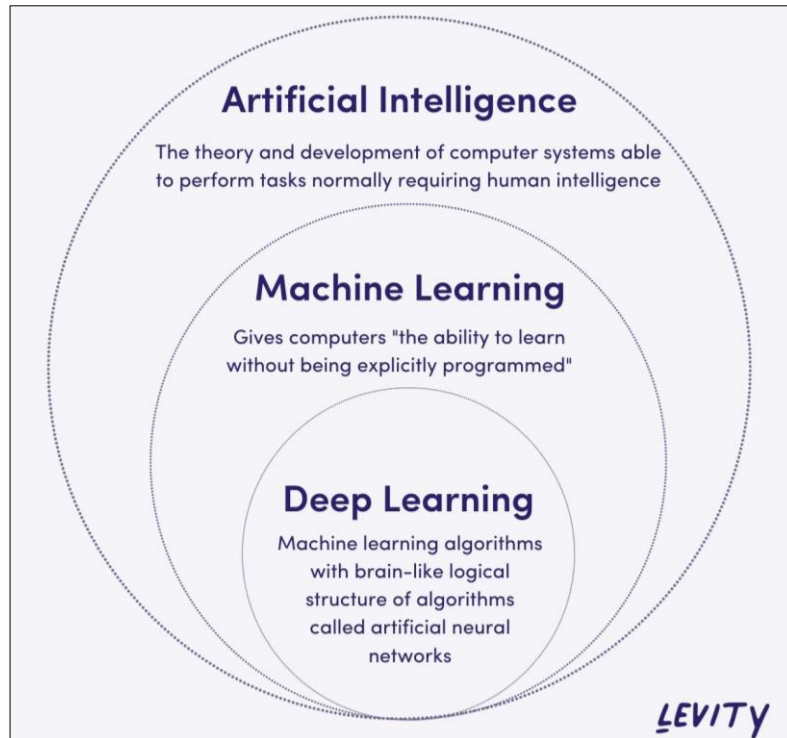 Artificial Intelligence
The theory and development of computer systems able
to perform tasks normally requiring human intelligence
Machine Learning
Gives computers "the ability to learn
without being explicitly programmed"
Deep Learning
Machine learning algorithms
with brain-like logical
structure of algorithms
called artificial neural
networks
LEVITY